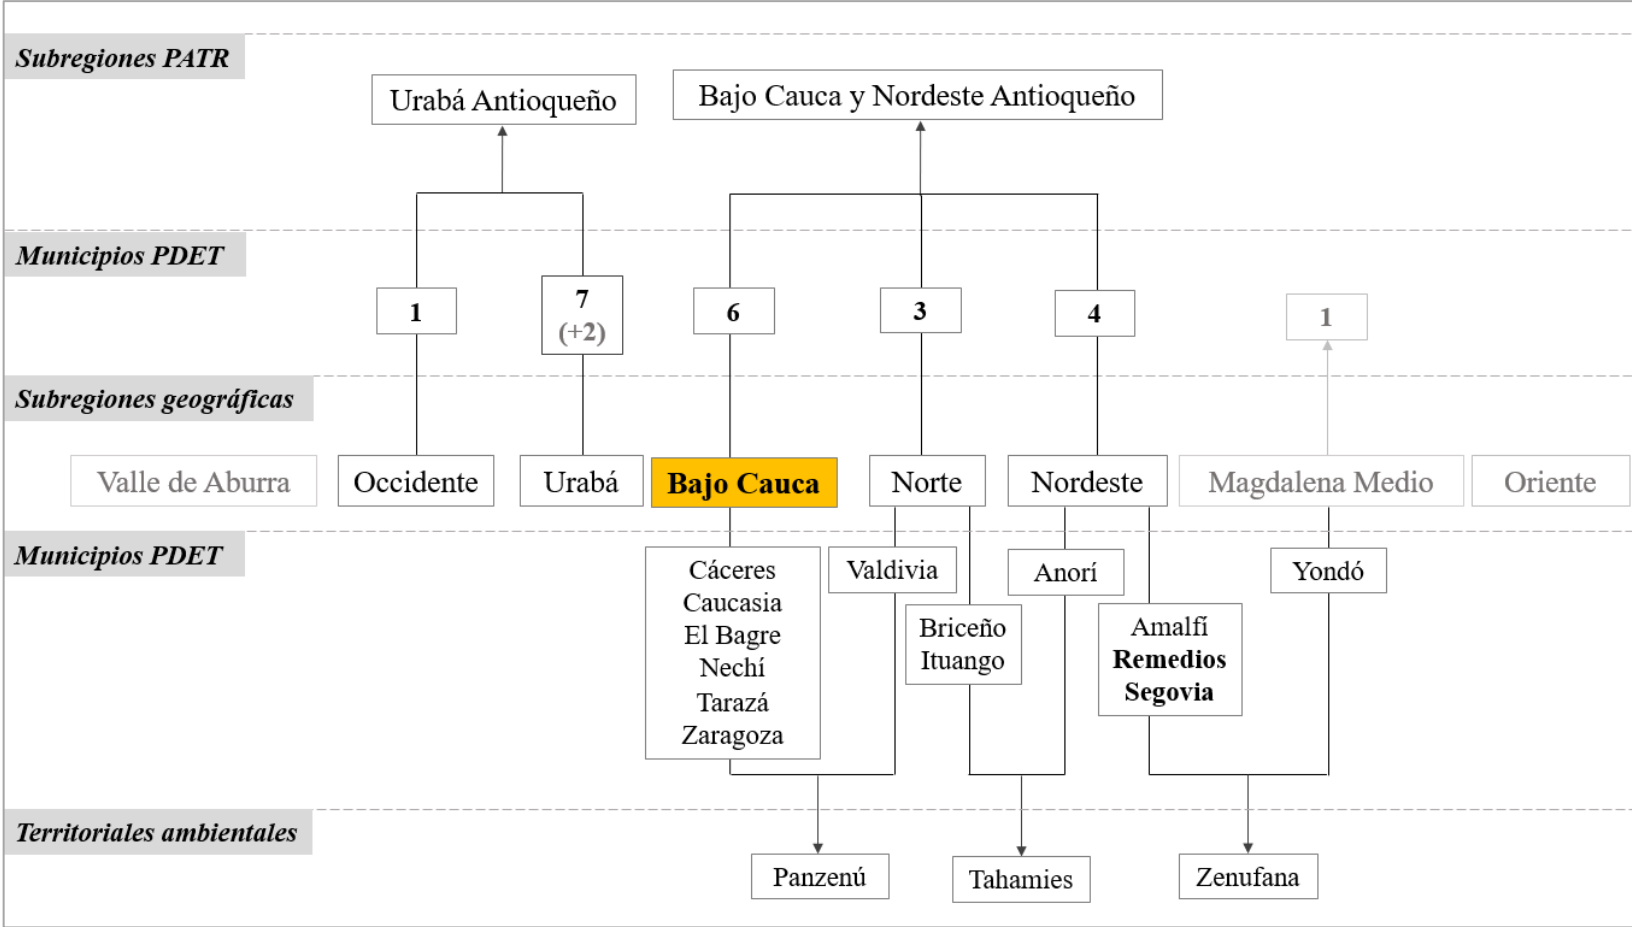 Subregiones PATR
Urabá Antioqueño
Bajo Cauca y Nordeste Antioqueño
Municipios PDET
1
7
(+2)
6
3
4
1
Subregiones geográficas
Valle de Aburra
Occidente
Urabá
Bajo Cauca
Norte
Nordeste
Magdalena Medio
Oriente
Municipios PDET
Cáceres
Caucasia
El Bagre
Nechí
Tarazá
Zaragoza
Valdivia
Briceño
Ituango
Anorí
Amalfí
Remedios
Segovia
Yondó
Territoriales ambientales
Panzenú
Tahamies
Zenufana